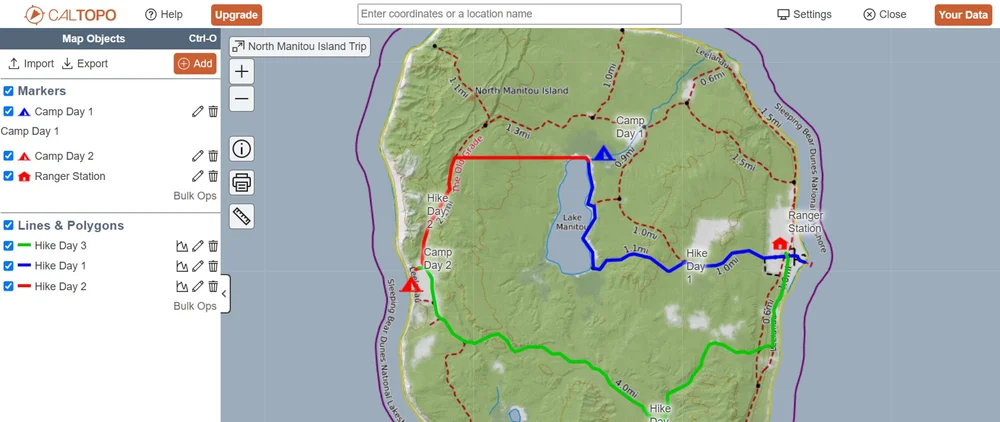 CALTOPO
Help
Upgrade
Enter coordinates or a location name
Settings
Close
Your Data
Map Objects
Ctrl-O
Import
Export
Add
Markers
Camp Day 1
Camp Day 1
Camp Day 2
Ranger Station
Bulk Ops
Lines & Polygons
Hike Day 3
Hike Day 1
Hike Day 2
Bulk Ops
North Manitou Island Trip
North Manitou Island
1.1mi
1.0mi
Leelanau
0.6mi
1.5mi
Sleeping Bear Dunes National
shore
1.3mi
Camp
Day 1
0.9mi
1.5mi
The Old Grade
Hike
Day
2
Lake
Manitou
Ranger
Station
Camp
Day 2
1.0mi
1.1mi
Hike
Day
1
1.0mi
Sleeping Bear Dunes National Lakes
0.6mi
4.0mi
Hike
Day